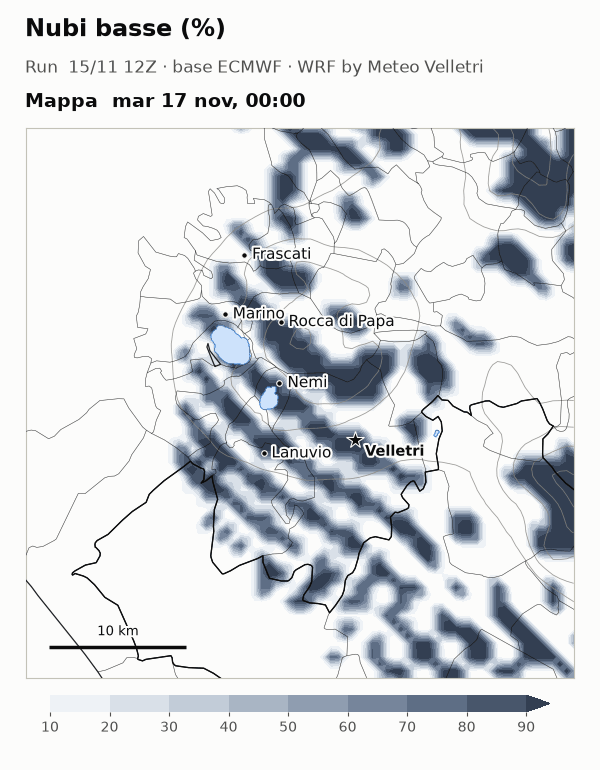 Nubi basse (%)
Run  15/11 12Z · base ECMWF · WRF by Meteo Velletri
Mappa  mar 17 nov, 00:00
Frascati
Marino
Rocca di Papa
Nemi
Lanuvio
Velletri
10 km
10 20 30 40 50 60 70 80 90